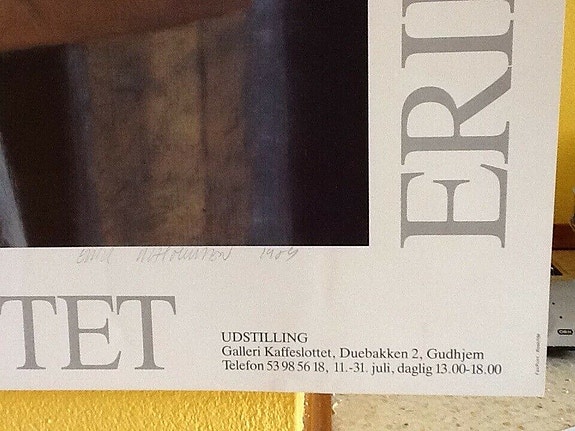 ERI
1989
TET
UDSTILLING
Galleri Kaffeslottet, Duebakken 2, Gudhjem
Telefon 53 98 56 18, 11.-31. juli, daglig 13.00-18.00